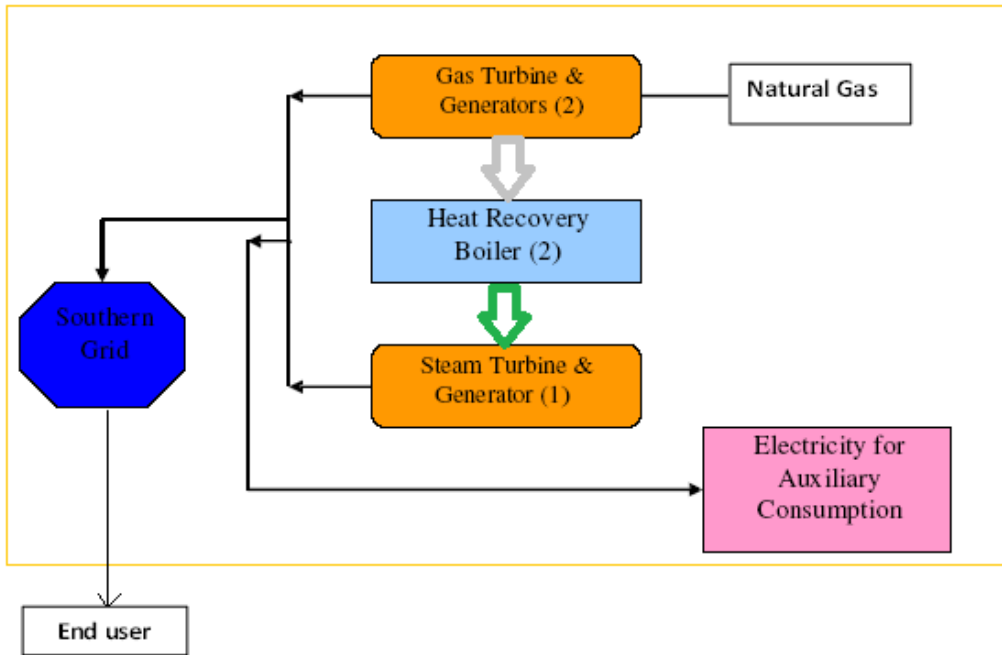 Gas Turbine &
Generators (2)
Natural Gas
Heat Recovery
Boiler (2)
Southern
Grid
Steam Turbine &
Generator (1)
Electricity for
Auxiliary
Consumption
End user